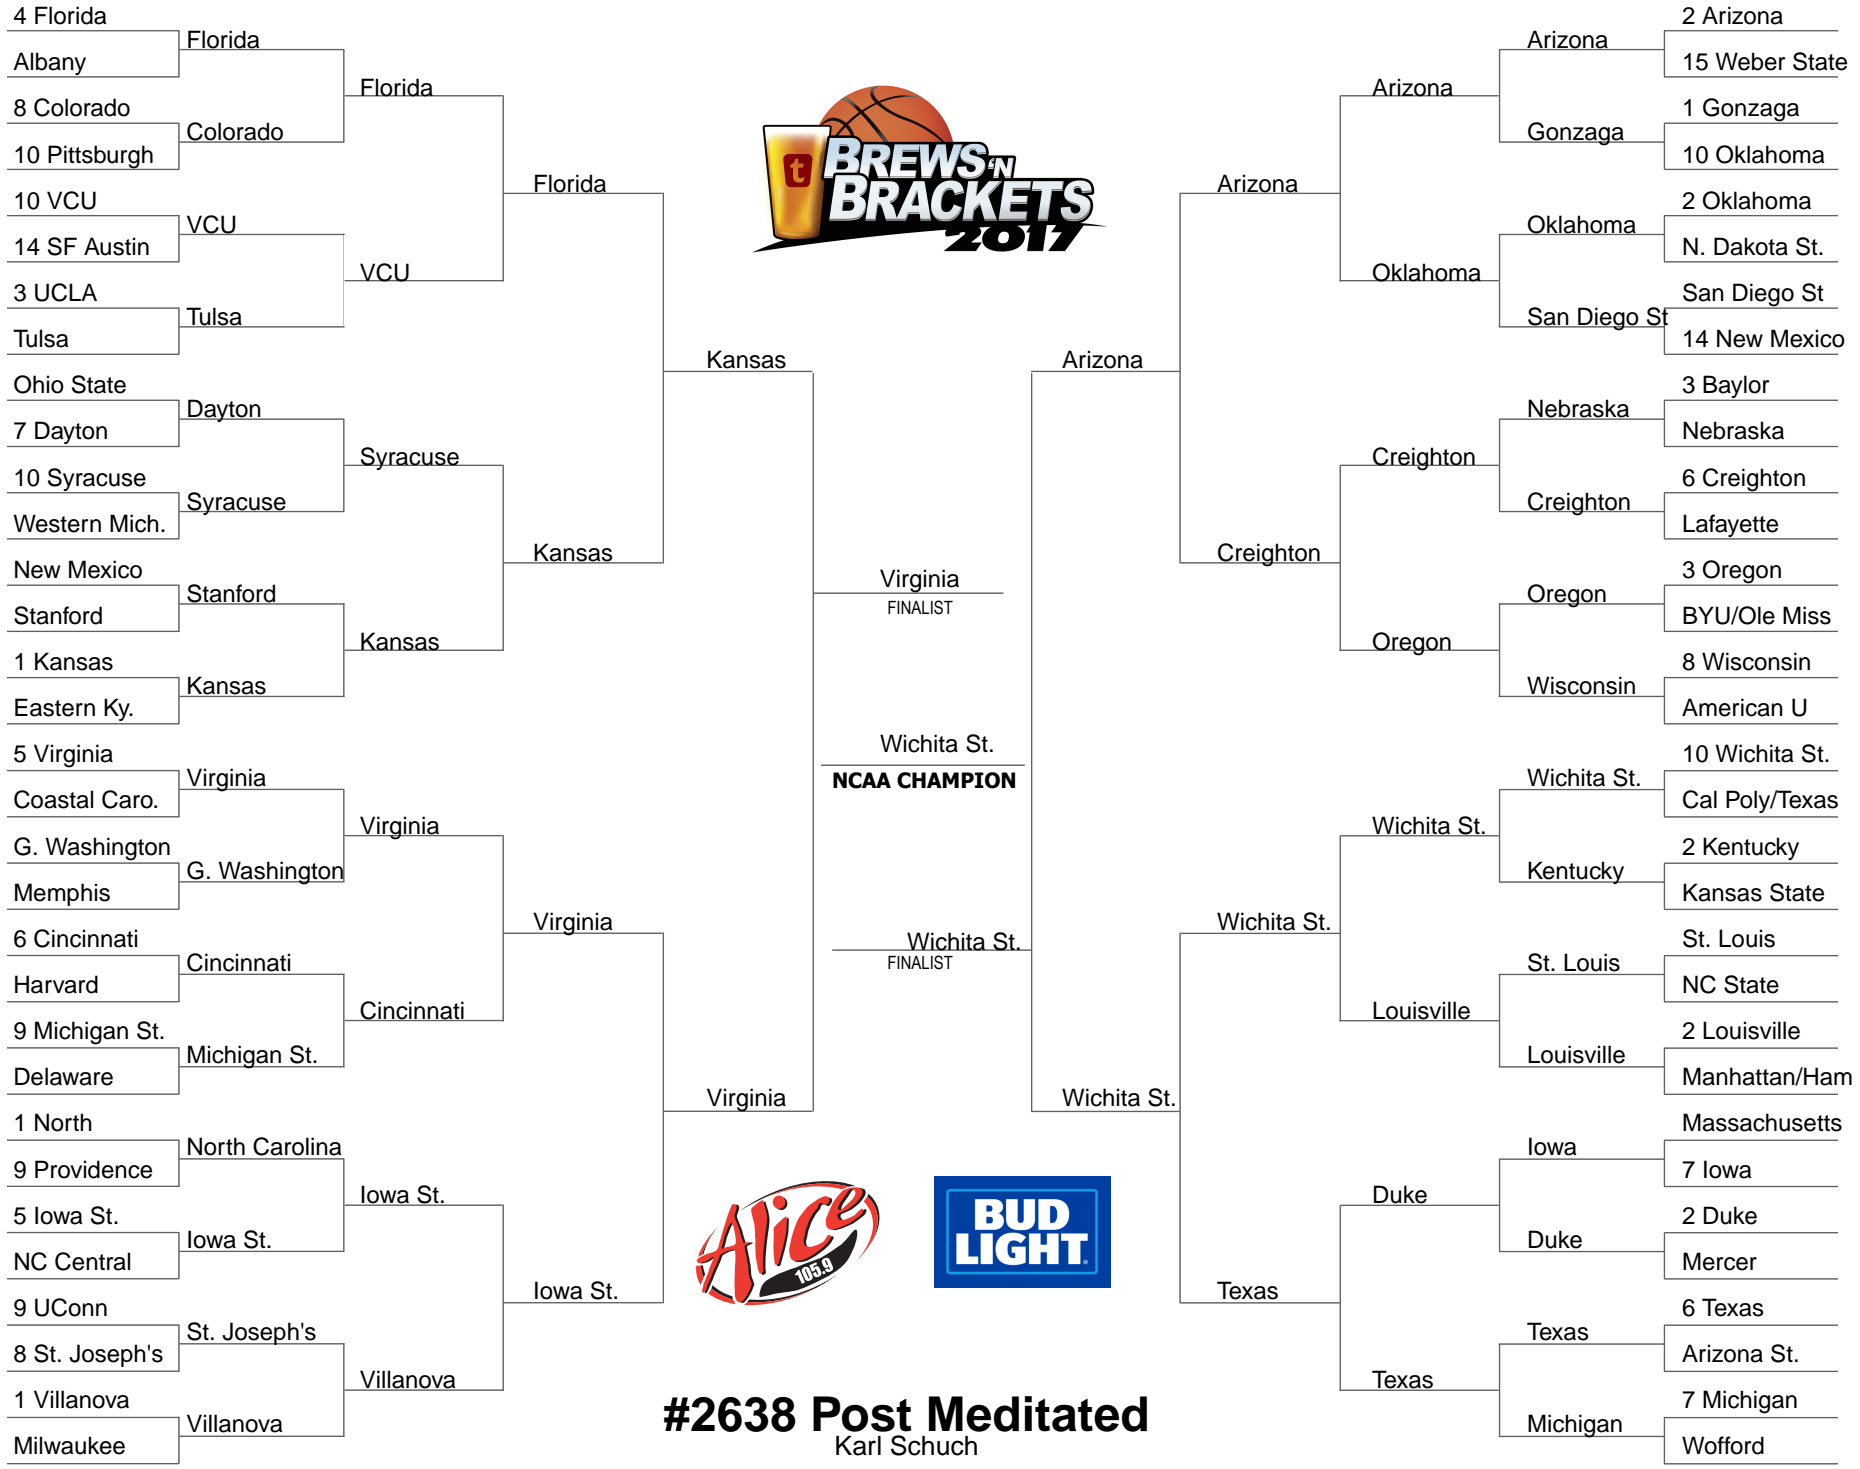 4 Florida
Albany
8 Colorado
10 Pittsburgh
10 VCU
14 SF Austin
3 UCLA
Tulsa
Ohio State
7 Dayton
10 Syracuse
Western Mich.
New Mexico
Stanford
1 Kansas
Eastern Ky.
5 Virginia
Coastal Caro.
G. Washington
Memphis
6 Cincinnati
Harvard
9 Michigan St.
Delaware
1 North
9 Providence
5 Iowa St.
NC Central
9 UConn
8 St. Joseph's
1 Villanova
Milwaukee
Florida
Colorado
VCU
Tulsa
Dayton
Syracuse
Stanford
Kansas
Virginia
G. Washington
Cincinnati
Michigan St.
North Carolina
Iowa St.
St. Joseph's
Villanova
Florida
VCU
Syracuse
Kansas
Virginia
Cincinnati
Iowa St.
Villanova
Florida
Kansas
Virginia
Iowa St.
Kansas
Virginia
t
BREWS 'N
BRACKETS
2017
Virginia
FINALIST
Wichita St.
NCAA CHAMPION
Wichita St.
FINALIST
Alice
105.9
BUD
LIGHT
#2638 Post Meditated
Karl Schuch
Arizona
Wichita St.
Arizona
Creighton
Wichita St.
Texas
Arizona
Oklahoma
Creighton
Oregon
Wichita St.
Louisville
Duke
Texas
Arizona
Gonzaga
Oklahoma
San Diego St
Nebraska
Creighton
Oregon
Wisconsin
Wichita St.
Kentucky
St. Louis
Louisville
Iowa
Duke
Texas
Michigan
2 Arizona
15 Weber State
1 Gonzaga
10 Oklahoma
2 Oklahoma
N. Dakota St.
San Diego St
14 New Mexico
3 Baylor
Nebraska
6 Creighton
Lafayette
3 Oregon
BYU/Ole Miss
8 Wisconsin
American U
10 Wichita St.
Cal Poly/Texas
2 Kentucky
Kansas State
St. Louis
NC State
2 Louisville
Manhattan/Ham
Massachusetts
7 Iowa
2 Duke
Mercer
6 Texas
Arizona St.
7 Michigan
Wofford